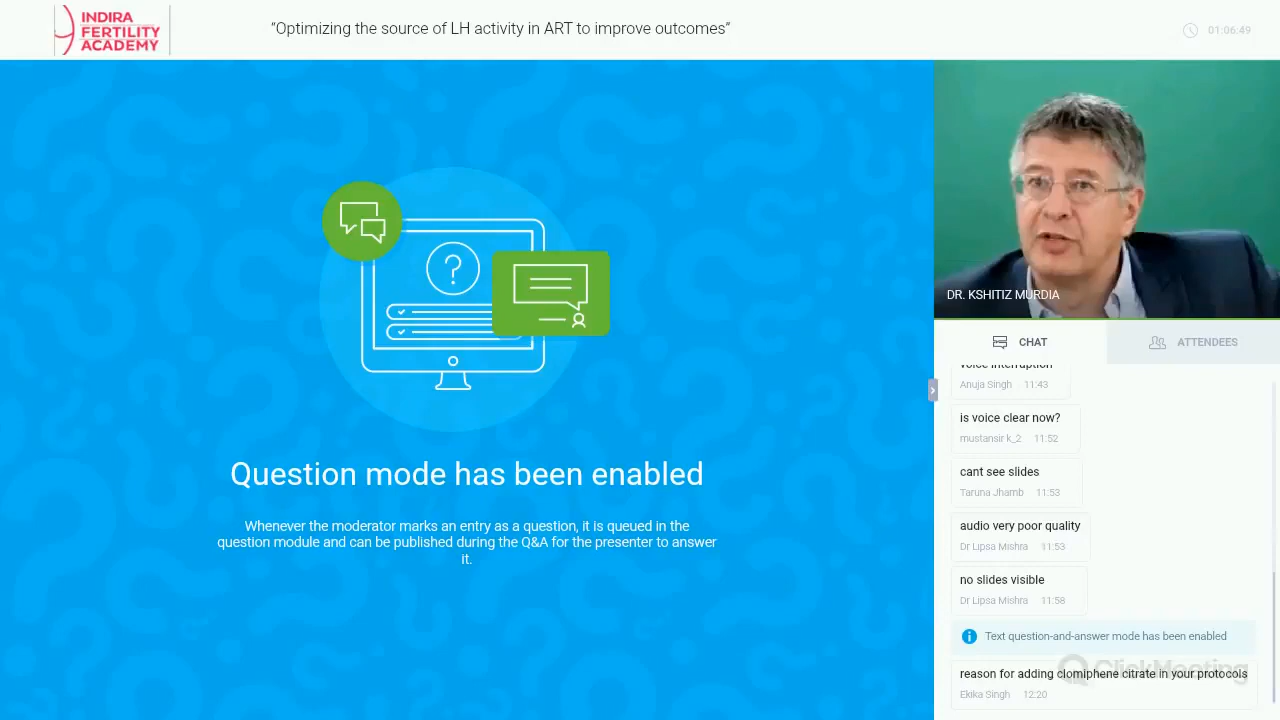 INDIRA
FERTILITY
ACADEMY
“Optimizing the source of LH activity in ART to improve outcomes”
01:06:49
?
Question mode has been enabled
Whenever the moderator marks an entry as a question, it is queued in the
question module and can be published during the Q&A for the presenter to answer
it.
DR. KSHITIZ MURDIA
CHAT
ATTENDEES
voice interruption
Anuja Singh 11:43
is voice clear now?
mustansir k_2 11:52
cant see slides
Taruna Jhamb 11:53
audio very poor quality
Dr Lipsa Mishra 11:53
no slides visible
Dr Lipsa Mishra 11:58
Text question-and-answer mode has been enabled
ClickMeeting
reason for adding clomiphene citrate in your protocols
Ekika Singh 12:20